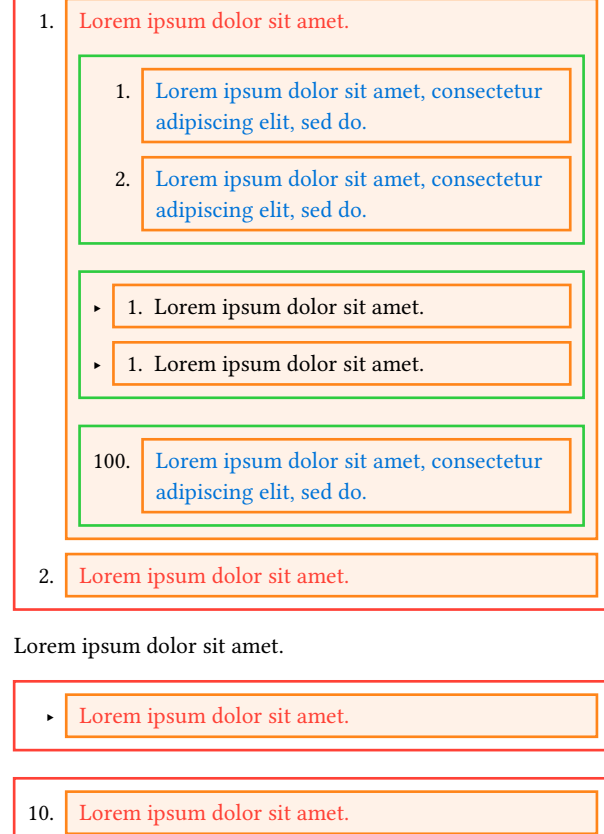 1. Lorem ipsum dolor sit amet.
1. Lorem ipsum dolor sit amet, consectetur
adipiscing elit, sed do.
2. Lorem ipsum dolor sit amet, consectetur
adipiscing elit, sed do.
‣ 1. Lorem ipsum dolor sit amet.
‣ 1. Lorem ipsum dolor sit amet.
100. Lorem ipsum dolor sit amet, consectetur
adipiscing elit, sed do.
2. Lorem ipsum dolor sit amet.
Lorem ipsum dolor sit amet.
‣ Lorem ipsum dolor sit amet.
10. Lorem ipsum dolor sit amet.